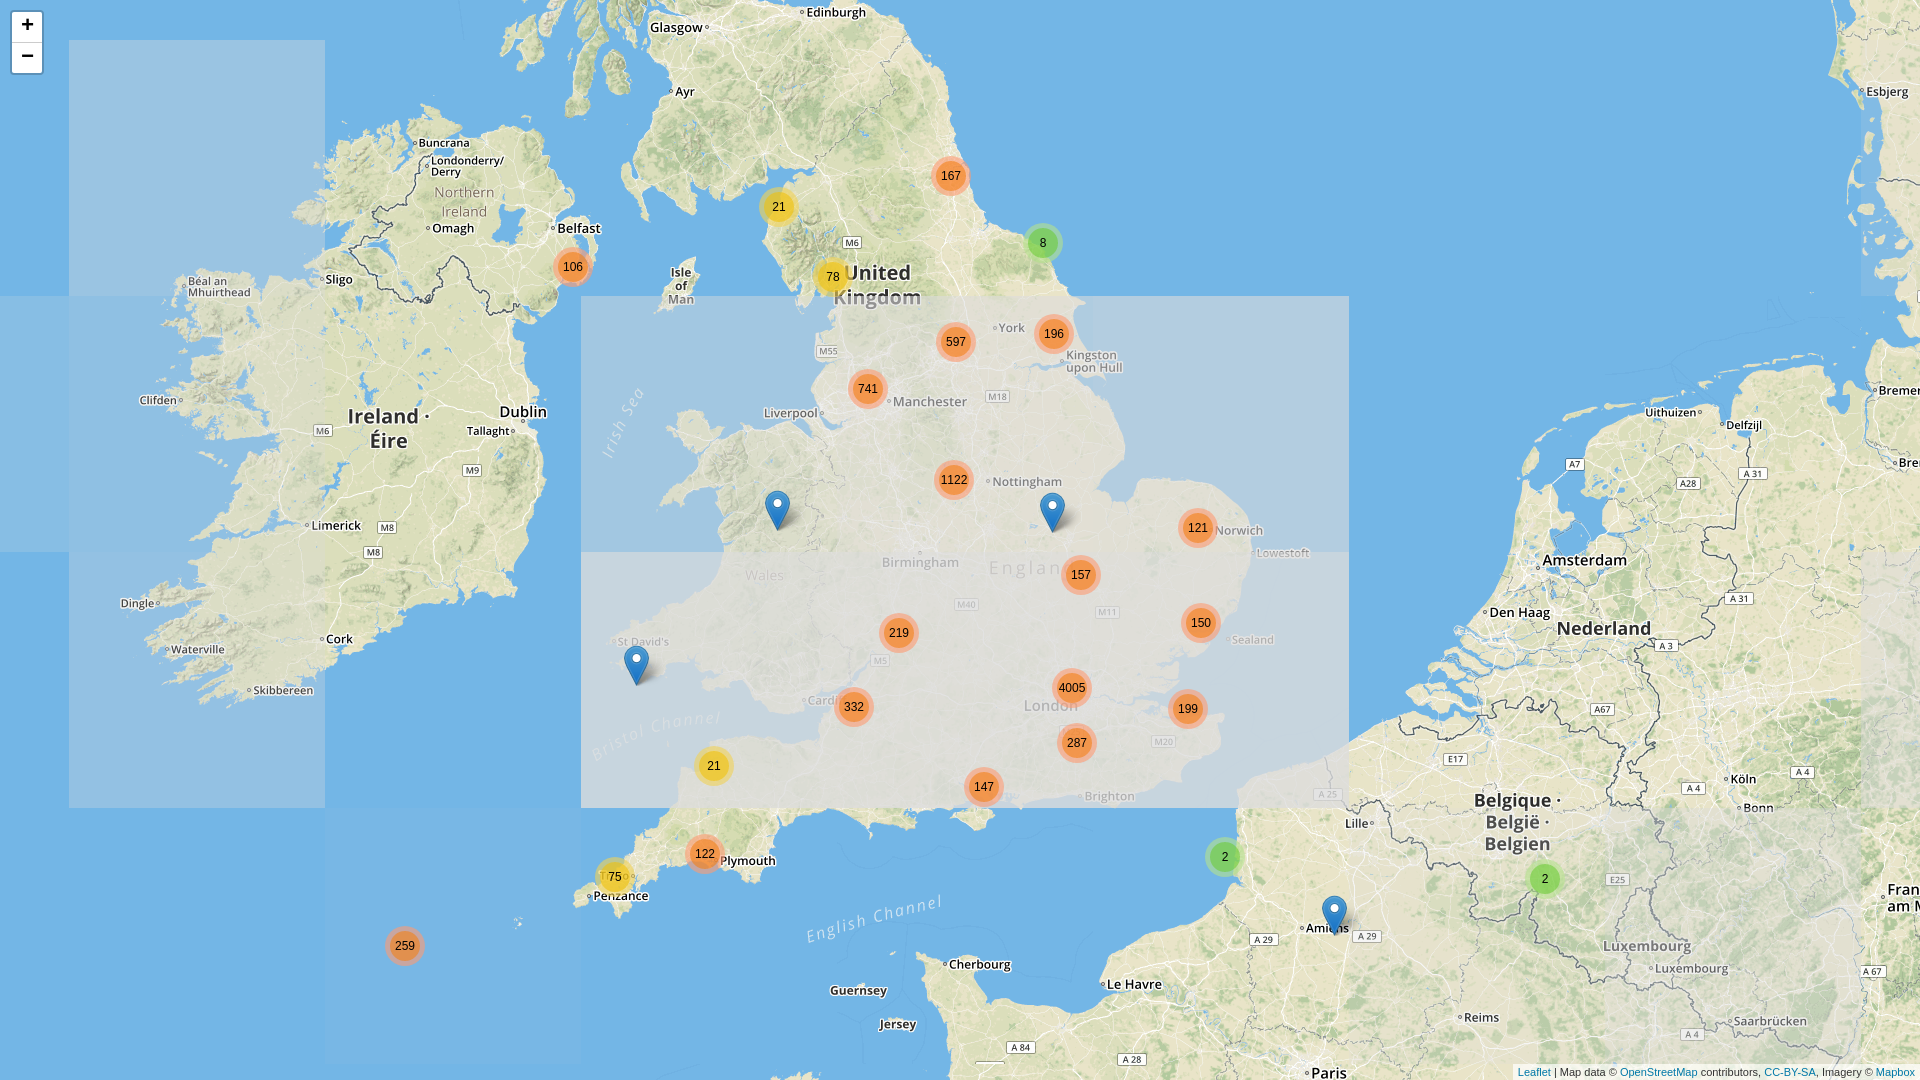 +
−
Glasgow
Edinburgh
Ayr
Esbjerg
Buncrana
Londonderry/
Derry
Northern
Ireland
Omagh
Belfast
167
21
8
M6
106
78
United
Kingdom
Isle
of
Man
Sligo
Béal an
Mhuirthead
York
196
597
M55
Kingston
upon Hull
741
Manchester
M18
Liverpool
Irish Sea
Clifden
Ireland ·
Éire
Dublin
Tallaght
M6
M9
Uithuizen
Delfzijl
A7
A 31
A28
1122
Nottingham
Limerick
M8
M8
121
Norwich
Lowestoft
Birmingham
Wales
157
Amsterdam
Dingle
M40
M11
A 31
Den Haag
Nederland
150
219
Sealand
St David's
Cork
Waterville
A 3
M5
4005
London
Skibbereen
332
199
A67
Bristol Channel
287
M20
E17
21
147
Brighton
A 25
Köln
A 4
A 4
Bonn
Belgique ·
België ·
Belgien
Lille
122
Plymouth
75
Penzance
2
2
E25
A 29
Amiens
A 29
English Channel
259
Luxembourg
Luxembourg
A 67
Cherbourg
Le Havre
Guernsey
Reims
Saarbrücken
Jersey
A 84
A 28
A 4
Paris
Leaflet | Map data © OpenStreetMap contributors, CC-BY-SA, Imagery © Mapbox